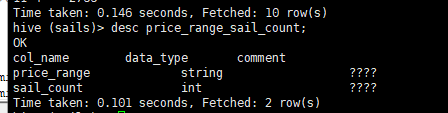 Time taken: 0.146 seconds, Fetched: 10 row(s)
hive (sails)> desc price_range_sail_count;
OK
col_name data_type comment
price_range string ????
sail_count int ????
Time taken: 0.101 seconds, Fetched: 2 row(s)